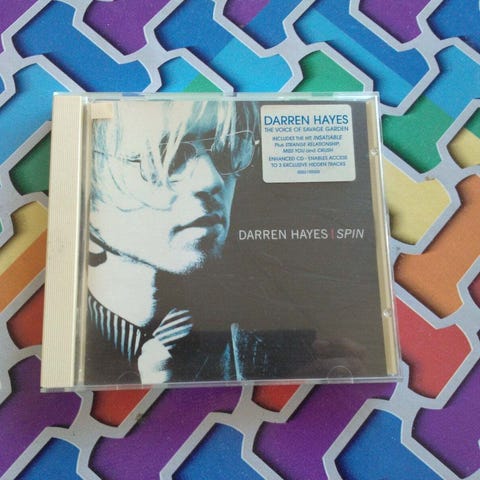 DARREN HAYES
THE VOICE OF SAVAGE GARDEN
INCLUDES THE HIT INSATIABLE
Plus STRANGE RELATIONSHIP,
MISS YOU and CRUSH
ENHANCED CD - ENABLES ACCESS
TO 3 EXCLUSIVE HIDDEN TRACKS
DARREN HAYES | SPIN